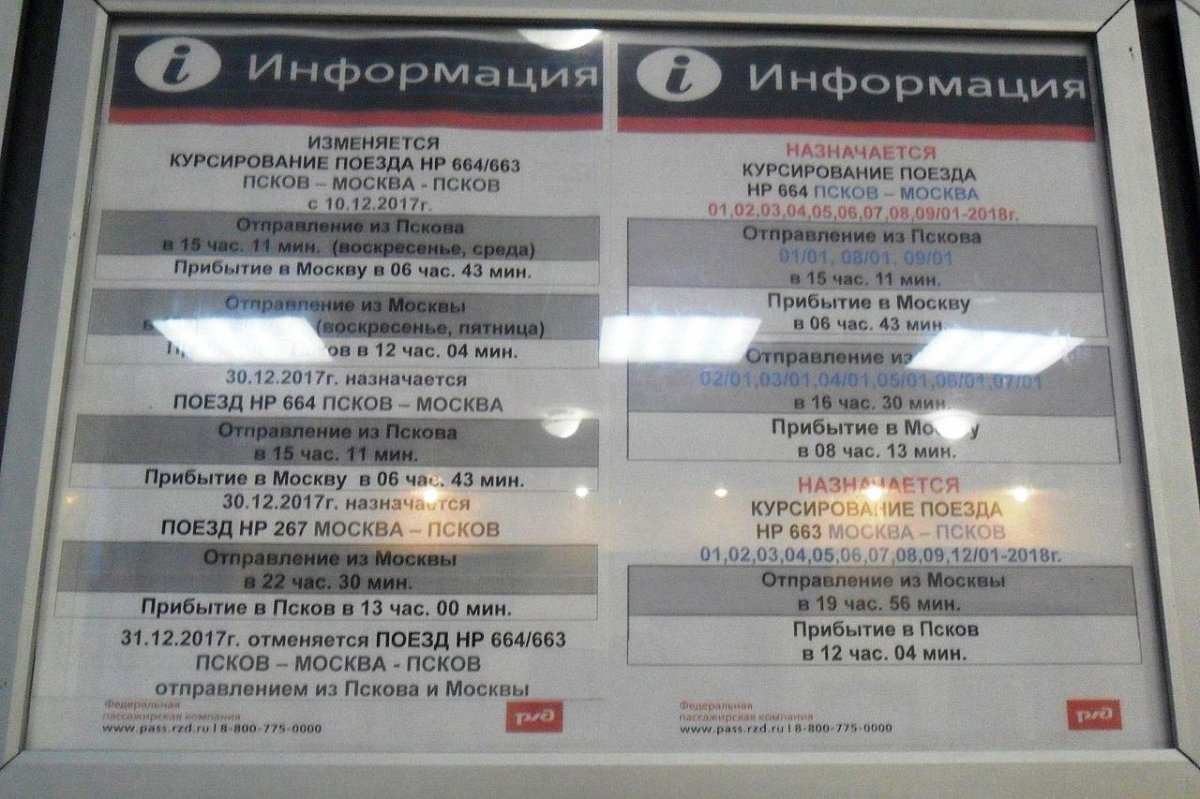 i Информация
ИЗМЕНЯЕТСЯ
КУРСИРОВАНИЕ ПОЕЗДА НР 664/663
ПСКОВ – МОСКВА - ПСКОВ
с 10.12.2017г.
Отправление из Пскова
в 15 час. 11 мин. (воскресенье, среда)
Прибытие в Москву в 06 час. 43 мин.
Отправление из Москвы
(воскресенье, пятница)
в 12 час. 04 мин.
30.12.2017г. назначается
ПОЕЗД НР 664 ПСКОВ – МОСКВА
Отправление из Пскова
в 15 час. 11 мин.
Прибытие в Москву в 06 час. 43 мин.
30.12.2017г. назначается
ПОЕЗД НР 267 МОСКВА – ПСКОВ
Отправление из Москвы
в 22 час. 30 мин.
Прибытие в Псков в 13 час. 00 мин.
31.12.2017г. отменяется ПОЕЗД НР 664/663
ПСКОВ – МОСКВА - ПСКОВ
отправлением из Пскова и Москвы
Федеральная
пассажирская компания
www.pass.rzd.ru | 8-800-775-0000
ржд
i Информация
НАЗНАЧАЕТСЯ
КУРСИРОВАНИЕ ПОЕЗДА
НР 664 ПСКОВ – МОСКВА
01,02,03,04,05,06,07,08,09/01-2018г.
Отправление из Пскова
01/01, 08/01, 09/01
в 15 час. 11 мин.
Прибытие в Москву
в 06 час. 43 мин.
Отправление из
02/01,03/01,04/01,05/01,06/01,07/01
в 16 час. 30 мин.
Прибытие в Москву
в 08 час. 13 мин.
НАЗНАЧАЕТСЯ
КУРСИРОВАНИЕ ПОЕЗДА
НР 663 МОСКВА – ПСКОВ
01,02,03,04,05,06,07,08,09,12/01-2018г.
Отправление из Москвы
в 19 час. 56 мин.
Прибытие в Псков
в 12 час. 04 мин.
Федеральная
пассажирская компания
www.pass.rzd.ru | 8-800-775-0000
ржд